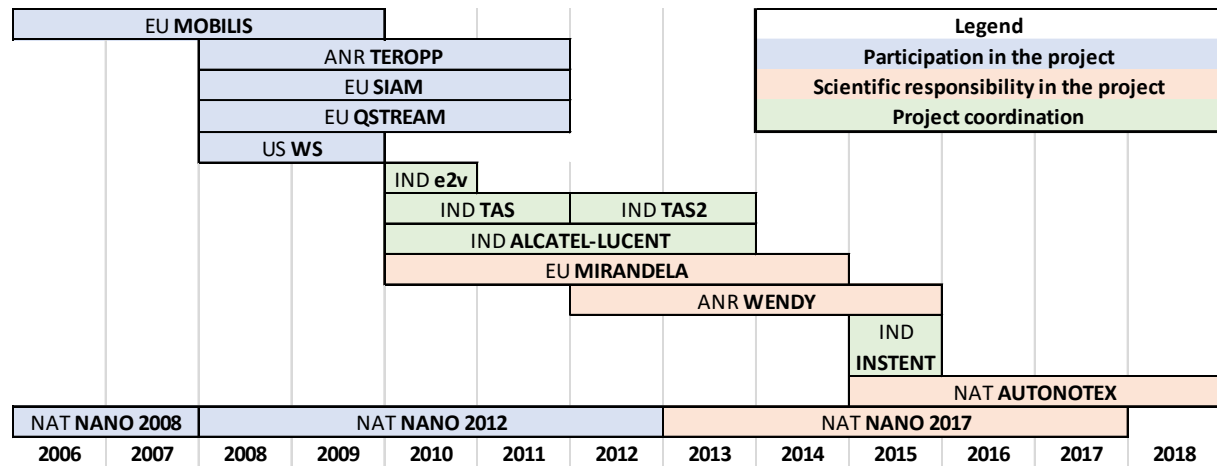 EU MOBILIS
Legend
ANR TEROPP
Participation in the project
EU SIAM
Scientific responsibility in the project
EU QSTREAM
Project coordination
US WS
IND e2v
IND TAS
IND TAS2
IND ALCATEL-LUCENT
EU MIRANDELA
ANR WENDY
IND
INSTENT
NAT AUTONOTEX
NAT NANO 2008
NAT NANO 2012
NAT NANO 2017
2006 2007 2008 2009 2010 2011 2012 2013 2014 2015 2016 2017 2018